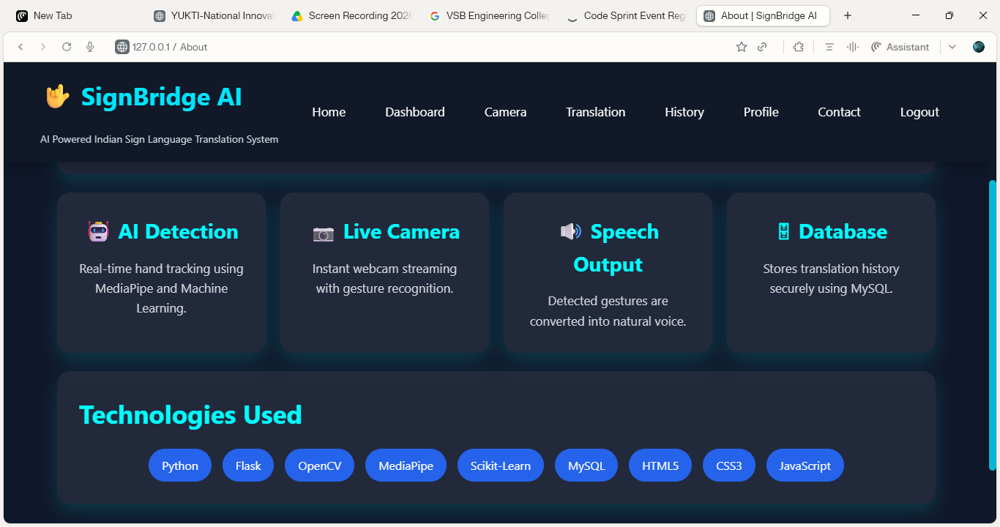 New Tab
YUKTI-National Innova
Screen Recording 202
VSB Engineering Colle
Code Sprint Event Reg
About | SignBridge AI
127.0.0.1 / About
Assistant
🤟 SignBridge AI
AI Powered Indian Sign Language Translation System
Home Dashboard Camera Translation History Profile Contact Logout
🤖 AI Detection
Real-time hand tracking using
MediaPipe and Machine
Learning.
📷 Live Camera
Instant webcam streaming
with gesture recognition.
🔊 Speech
Output
Detected gestures are
converted into natural voice.
🗄 Database
Stores translation history
securely using MySQL.
Technologies Used
Python Flask OpenCV MediaPipe Scikit-Learn MySQL HTML5 CSS3 JavaScript